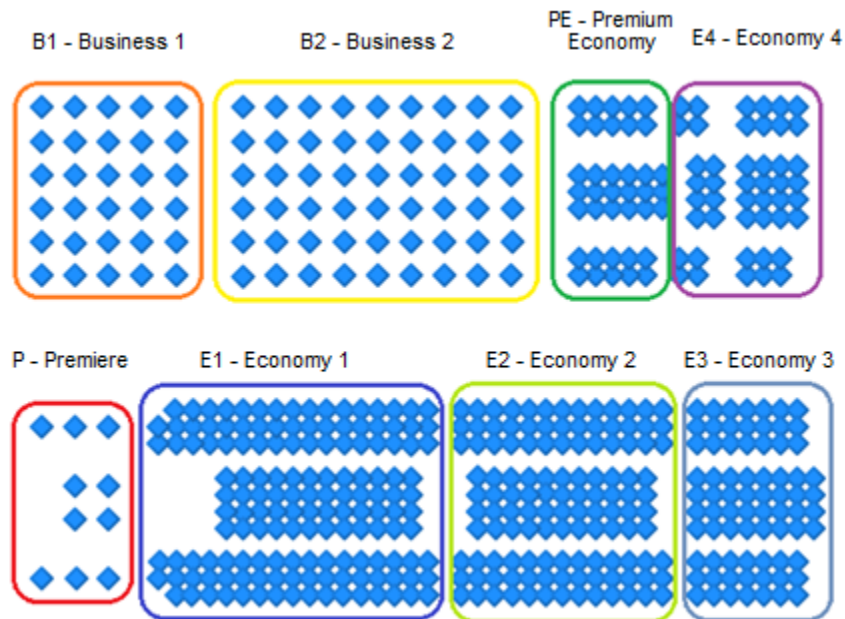 B1 - Business 1
B2 - Business 2
PE - Premium
Economy
E4 - Economy 4
P - Premiere
E1 - Economy 1
E2 - Economy 2
E3 - Economy 3